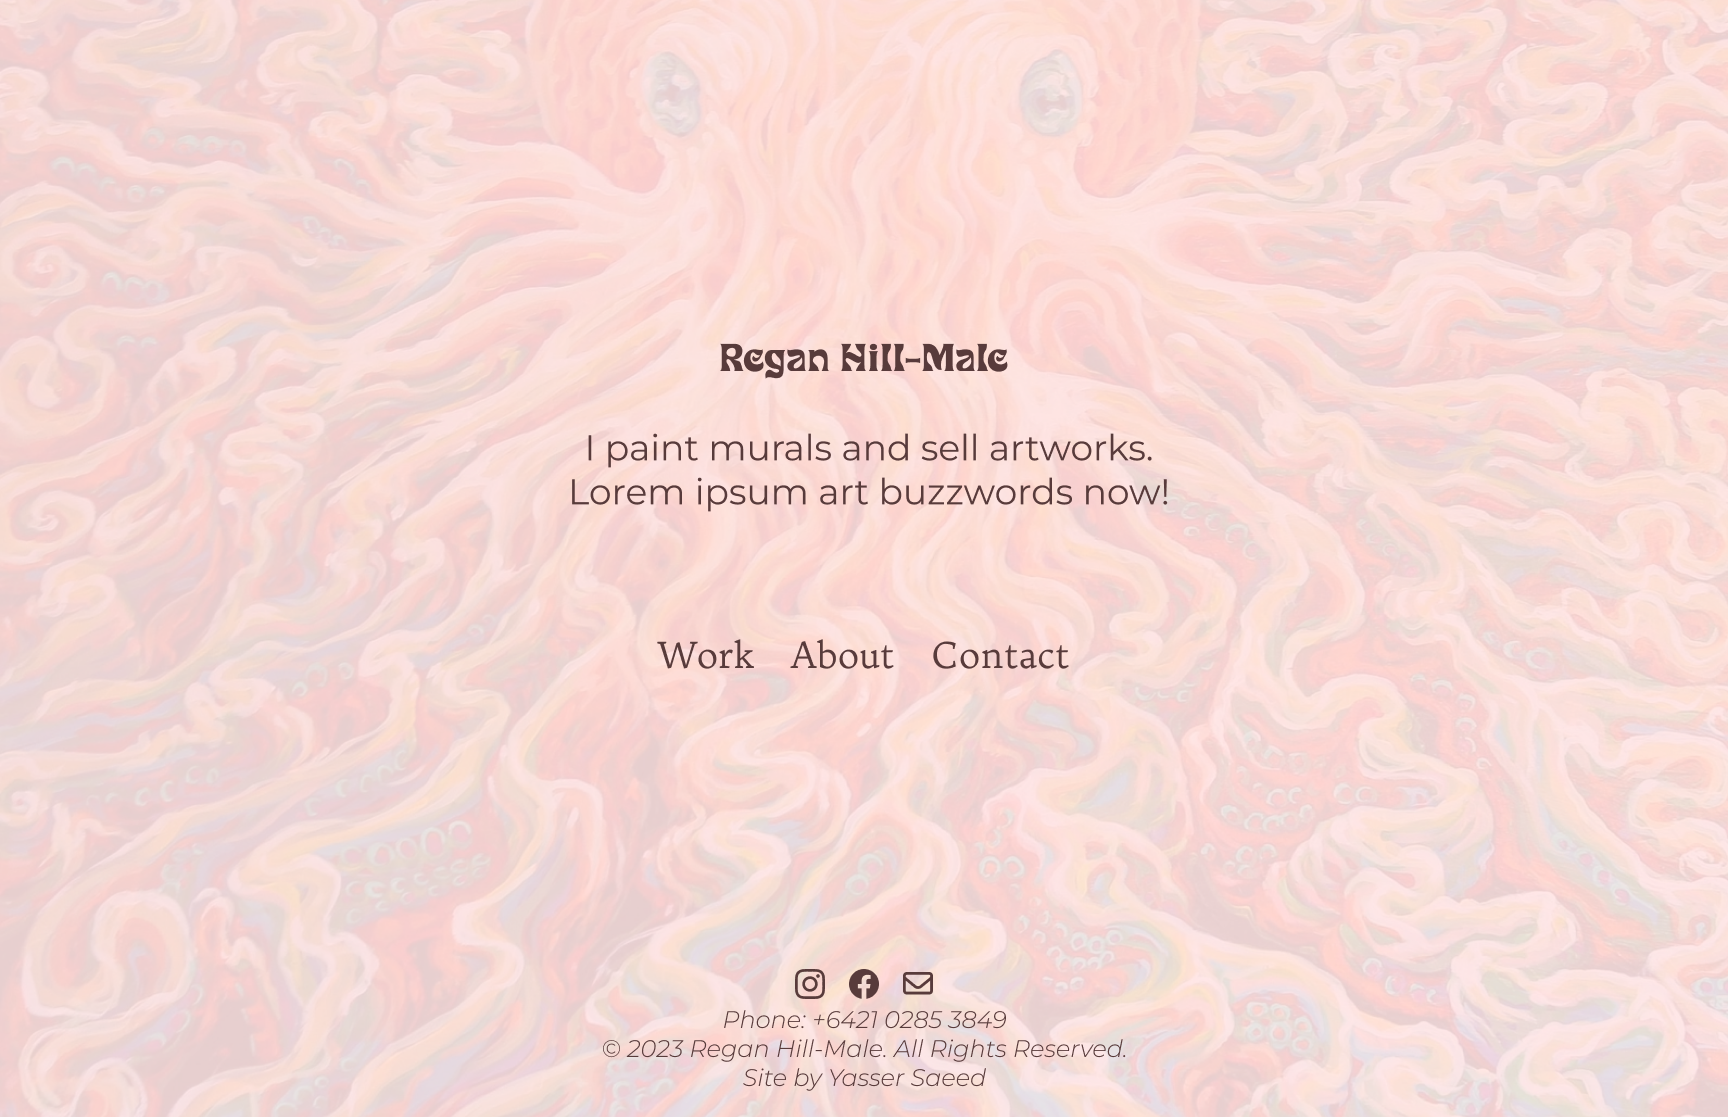 Regan Hill-Male
I paint murals and sell artworks.
Lorem ipsum art buzzwords now!
Work About Contact
Phone: +6421 0285 3849
© 2023 Regan Hill-Male. All Rights Reserved.
Site by Yasser Saeed